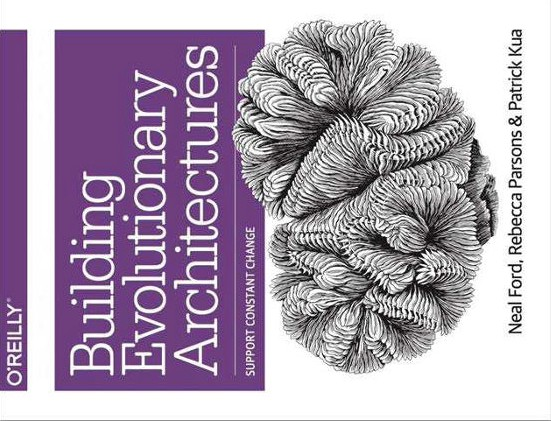 O'REILLY®
Building
Evolutionary
Architectures
SUPPORT CONSTANT CHANGE
Neal Ford, Rebecca Parsons & Patrick Kua